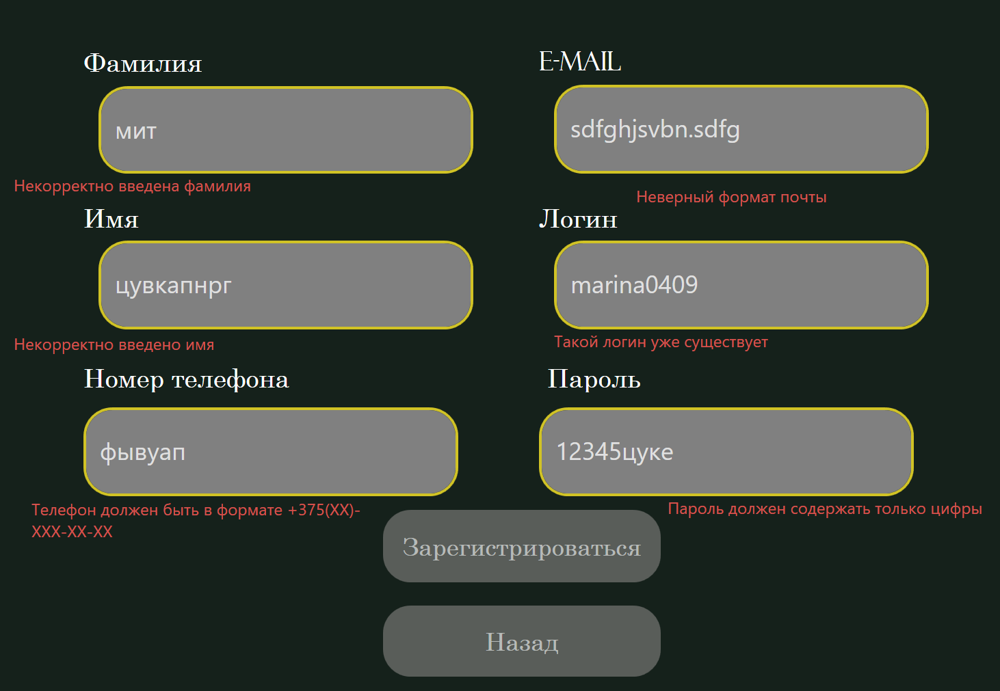 Фамилия
мит
Некорректно введена фамилия
Имя
цувкапнрг
Некорректно введено имя
Номер телефона
фывуап
Телефон должен быть в формате +375(XX)-
XXX-XX-XX
E-MAIL
sdfghjsvbn.sdfg
Неверный формат почты
Логин
marina0409
Такой логин уже существует
Пароль
12345цуке
Пароль должен содержать только цифры
Зарегистрироваться
Назад